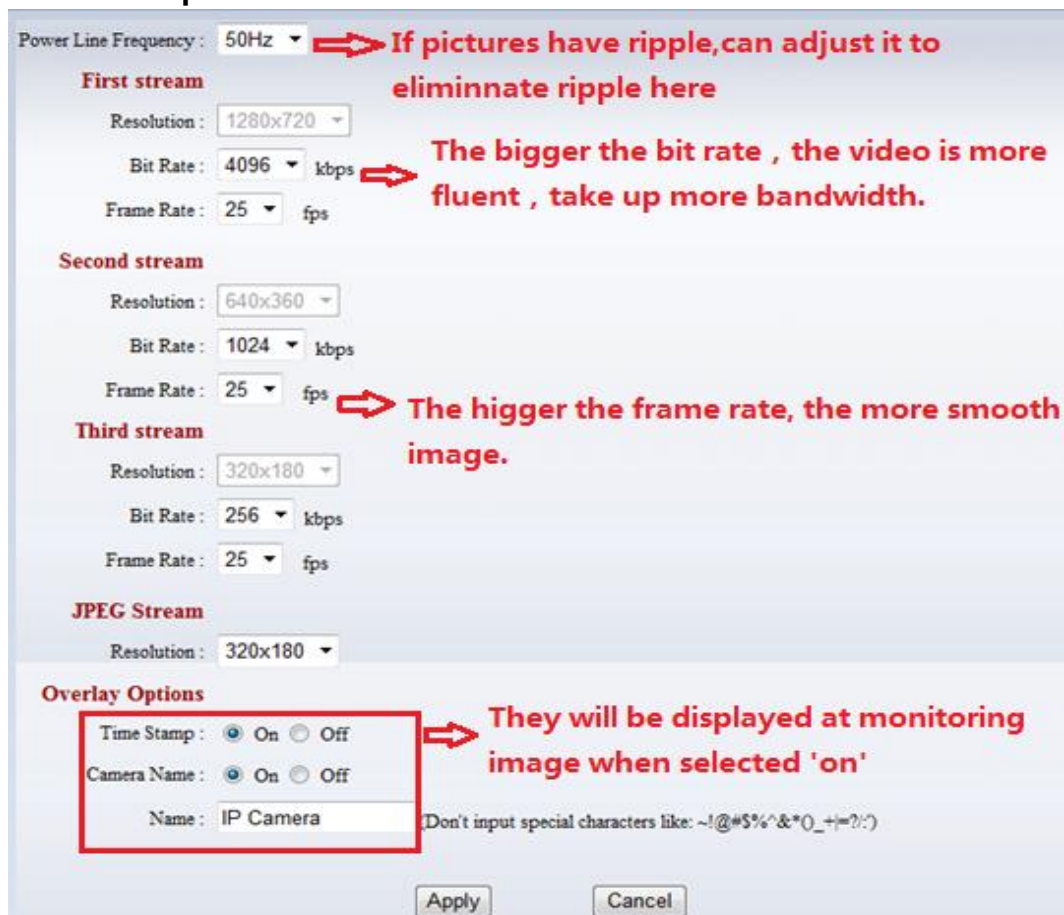 Power Line Frequency : 50Hz If pictures have ripple,can adjust it to
First stream eliminnate ripple here
Resolution : 1280x720
Bit Rate : 4096 kbps The bigger the bit rate , the video is more
Frame Rate : 25 fps fluent , take up more bandwidth.
Second stream
Resolution : 640x360
Bit Rate : 1024 kbps
Frame Rate : 25 fps The higger the frame rate, the more smooth
Third stream image.
Resolution : 320x180
Bit Rate : 256 kbps
Frame Rate : 25 fps
JPEG Stream
Resolution : 320x180
Overlay Options
Time Stamp : On Off They will be displayed at monitoring
Camera Name : On Off image when selected 'on'
Name : IP Camera (Don't input special characters like: ~!@#$%^&*()_+|=?/:')
Apply Cancel